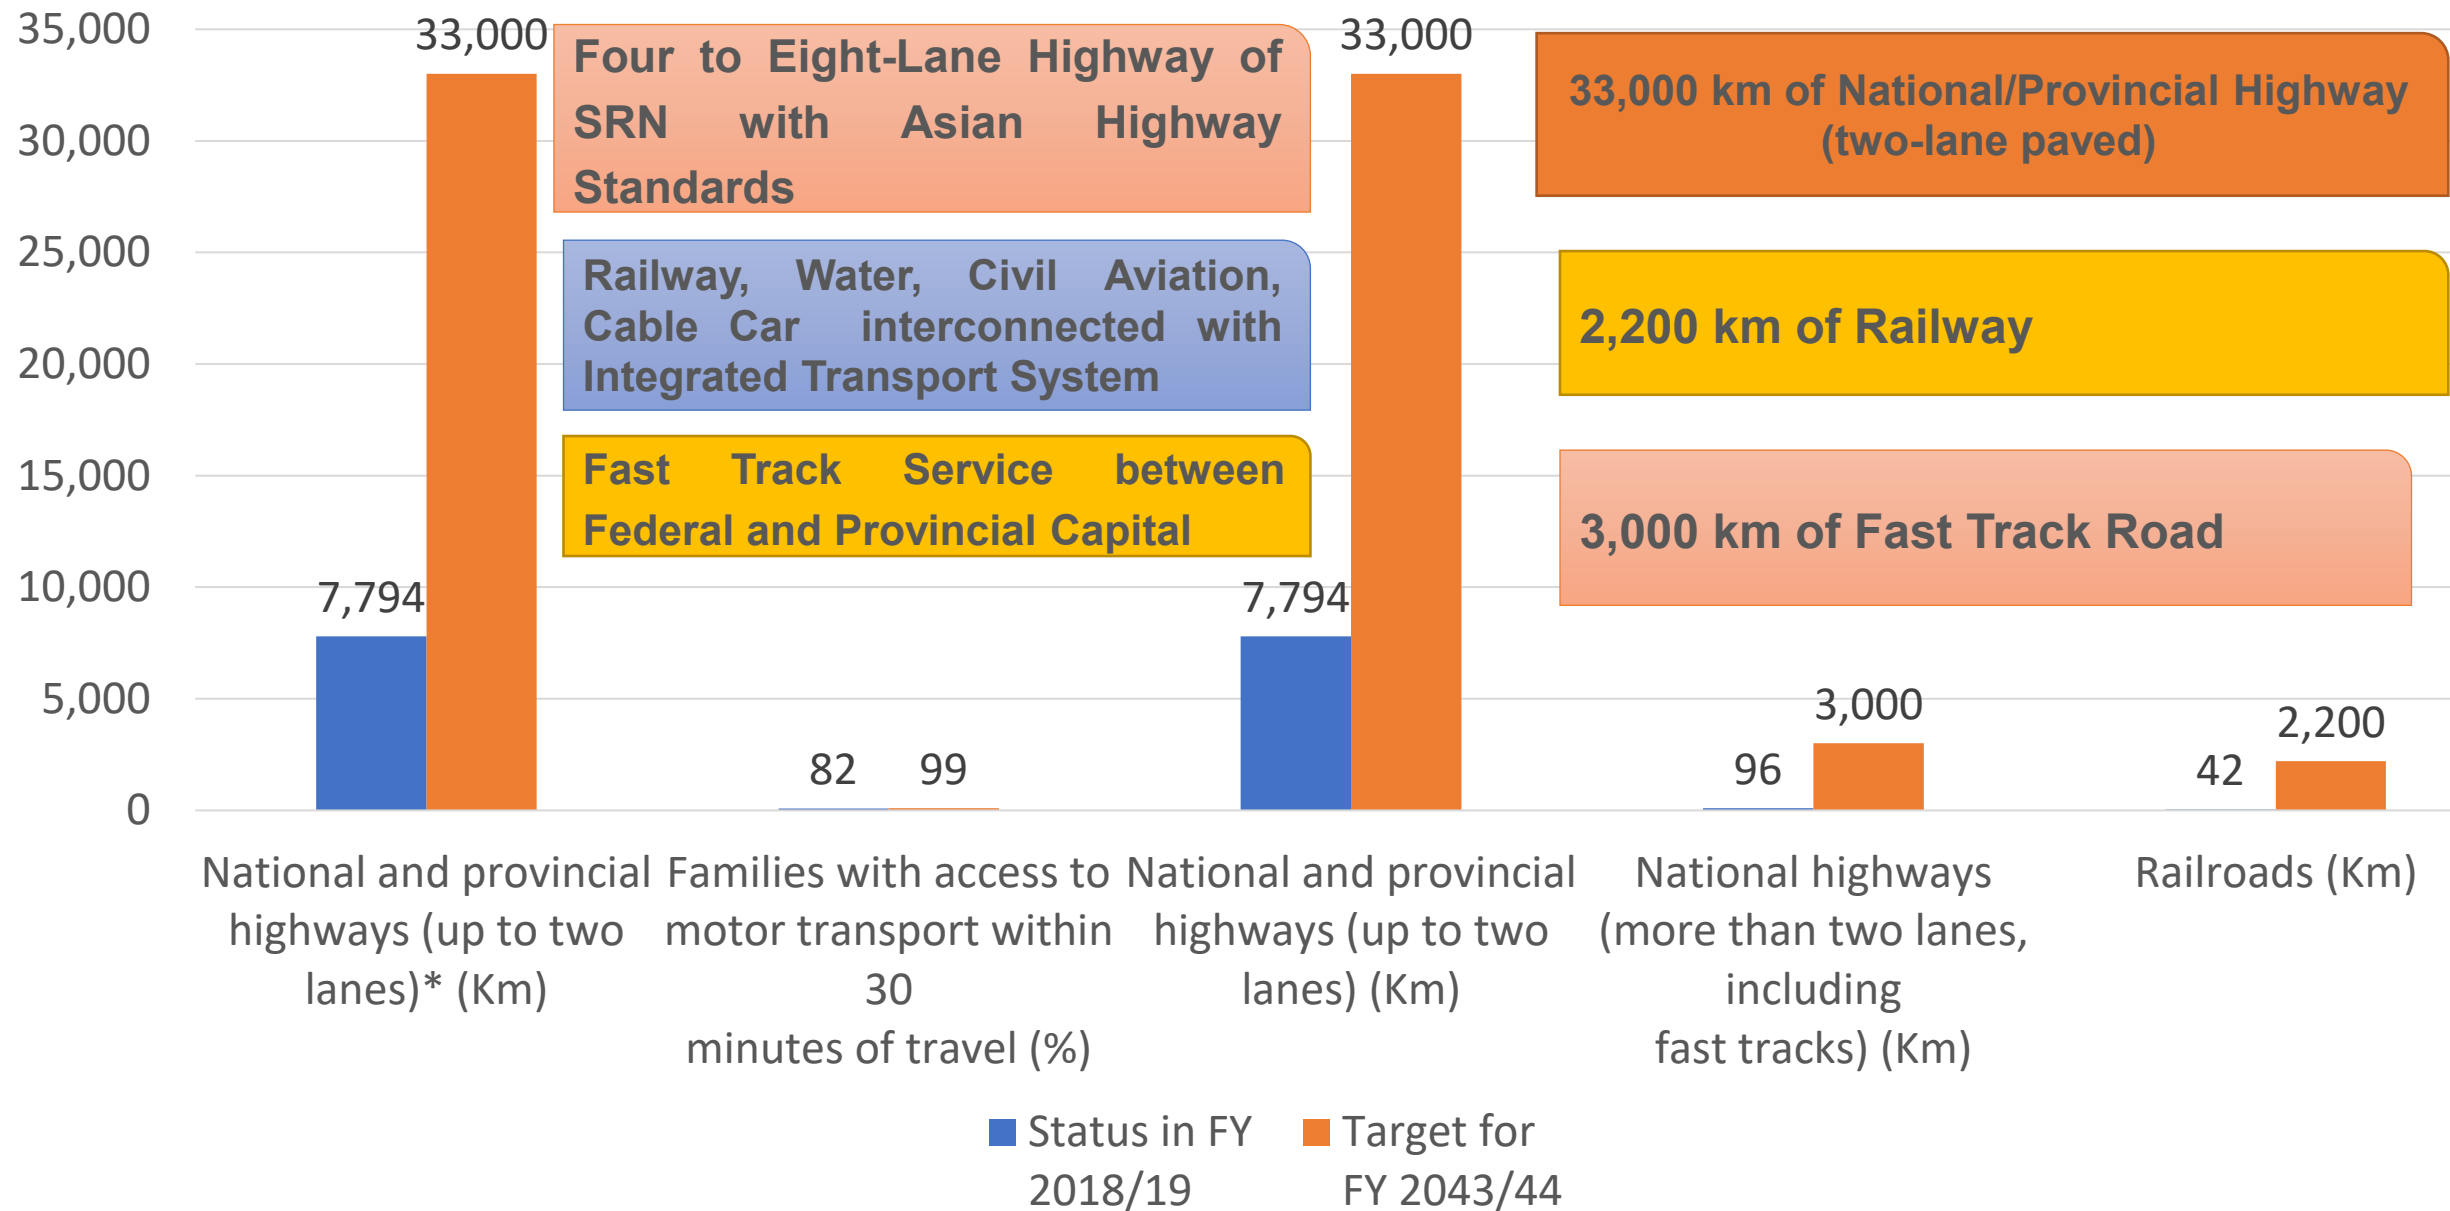 35,000
30,000
25,000
20,000
15,000
10,000
5,000
0
33,000
7,794
82
99
33,000
7,794
96
3,000
42
2,200
Four to Eight-Lane Highway of
SRN with Asian Highway
Standards
Railway, Water, Civil Aviation,
Cable Car interconnected with
Integrated Transport System
Fast Track Service between
Federal and Provincial Capital
33,000 km of National/Provincial Highway
(two-lane paved)
2,200 km of Railway
3,000 km of Fast Track Road
National and provincial
highways (up to two
lanes)* (Km)
Families with access to
motor transport within
30
minutes of travel (%)
National and provincial
highways (up to two
lanes) (Km)
National highways
(more than two lanes,
including
fast tracks) (Km)
Railroads (Km)
Status in FY
2018/19
Target for
FY 2043/44